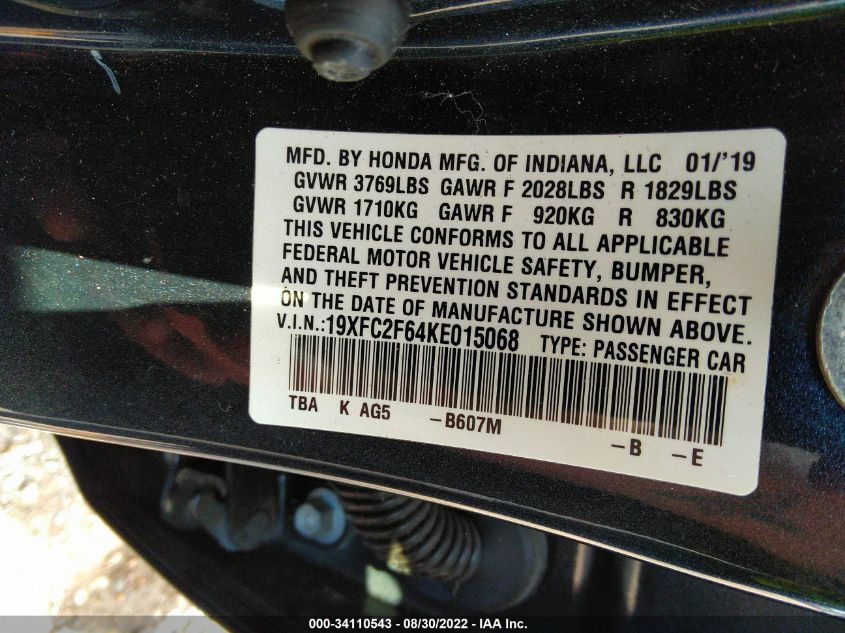 MFD. BY HONDA MFG. OF INDIANA, LLC 01/'19
GVWR 3769LBS GAWR F 2028LBS R 1829LBS
GVWR 1710KG GAWR F 920KG R 830KG
THIS VEHICLE CONFORMS TO ALL APPLICABLE
FEDERAL MOTOR VEHICLE SAFETY, BUMPER,
AND THEFT PREVENTION STANDARDS IN EFFECT
ON THE DATE OF MANUFACTURE SHOWN ABOVE.
V.I.N.:19XFC2F64KE015068 TYPE: PASSENGER CAR
TBA K AG5 –B607M –B –E
000-34110543 - 08/30/2022 - IAA Inc.